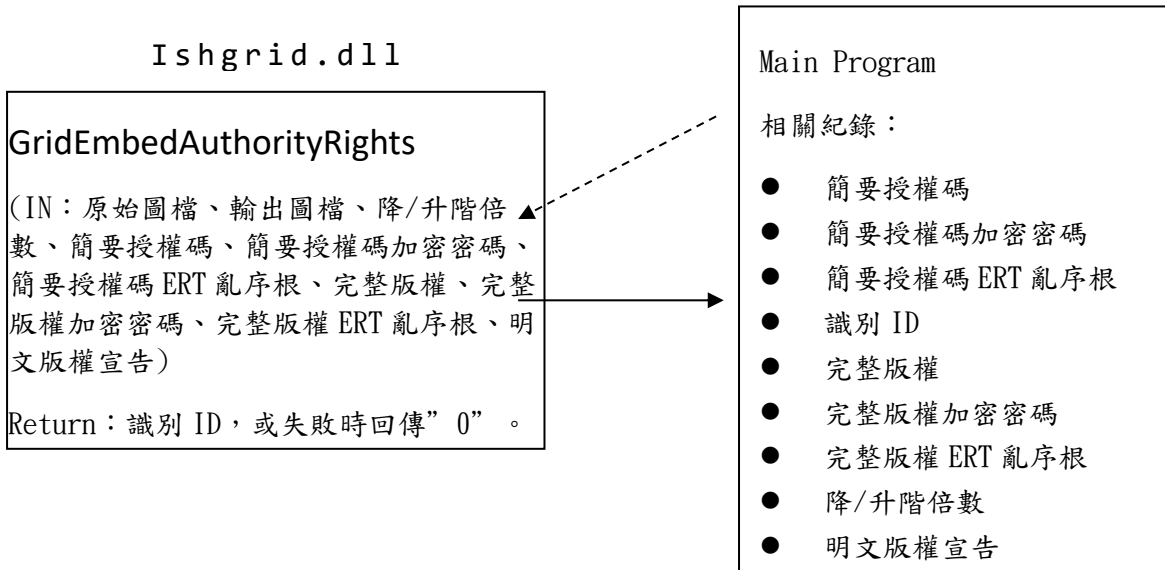 Ishgrid.dll
GridEmbedAuthorityRights
(IN：原始圖檔、輸出圖檔、降/升階倍
數、簡要授權碼、簡要授權碼加密密碼、
簡要授權碼 ERT 亂序根、完整版權、完整
版權加密密碼、完整版權 ERT 亂序根、明
文版權宣告)
Return：識別 ID，或失敗時回傳”0”。
Main Program
相關紀錄：
● 簡要授權碼
● 簡要授權碼加密密碼
● 簡要授權碼 ERT 亂序根
● 識別 ID
● 完整版權
● 完整版權加密密碼
● 完整版權 ERT 亂序根
● 降/升階倍數
● 明文版權宣告